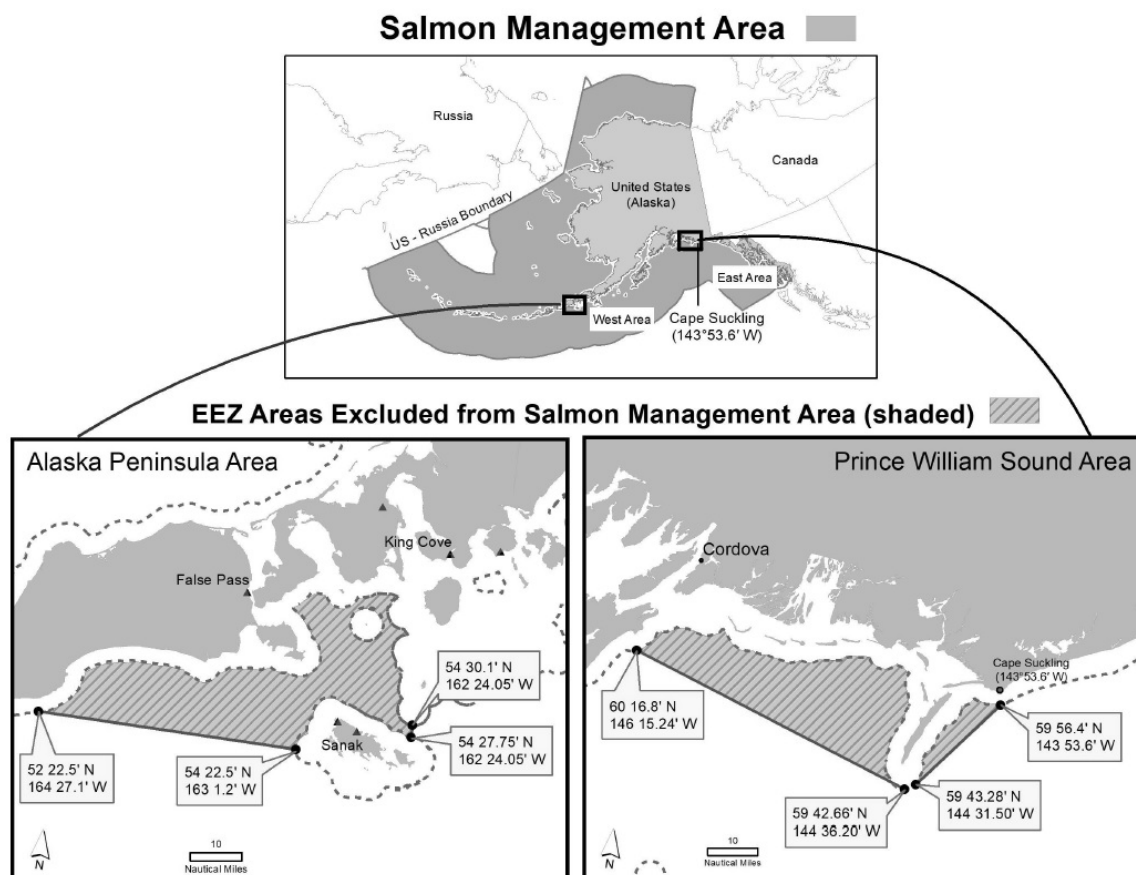 Salmon Management Area
Russia
Canada
United States
(Alaska)
US - Russia Boundary
East Area
West Area
Cape Suckling
(143°53.6' W)
EEZ Areas Excluded from Salmon Management Area (shaded)
Alaska Peninsula Area
King Cove
False Pass
54 30.1' N
162 24.05' W
Sanak
54 27.75' N
162 24.05' W
52 22.5' N
164 27.1' W
54 22.5' N
163 1.2' W
N
10
Nautical Miles
Prince William Sound Area
Cordova
Cape Suckling
(143°53.6' W)
60 16.8' N
146 15.24' W
59 56.4' N
143 53.6' W
59 43.28' N
144 31.50' W
59 42.66' N
144 36.20' W
N
10
Nautical Miles